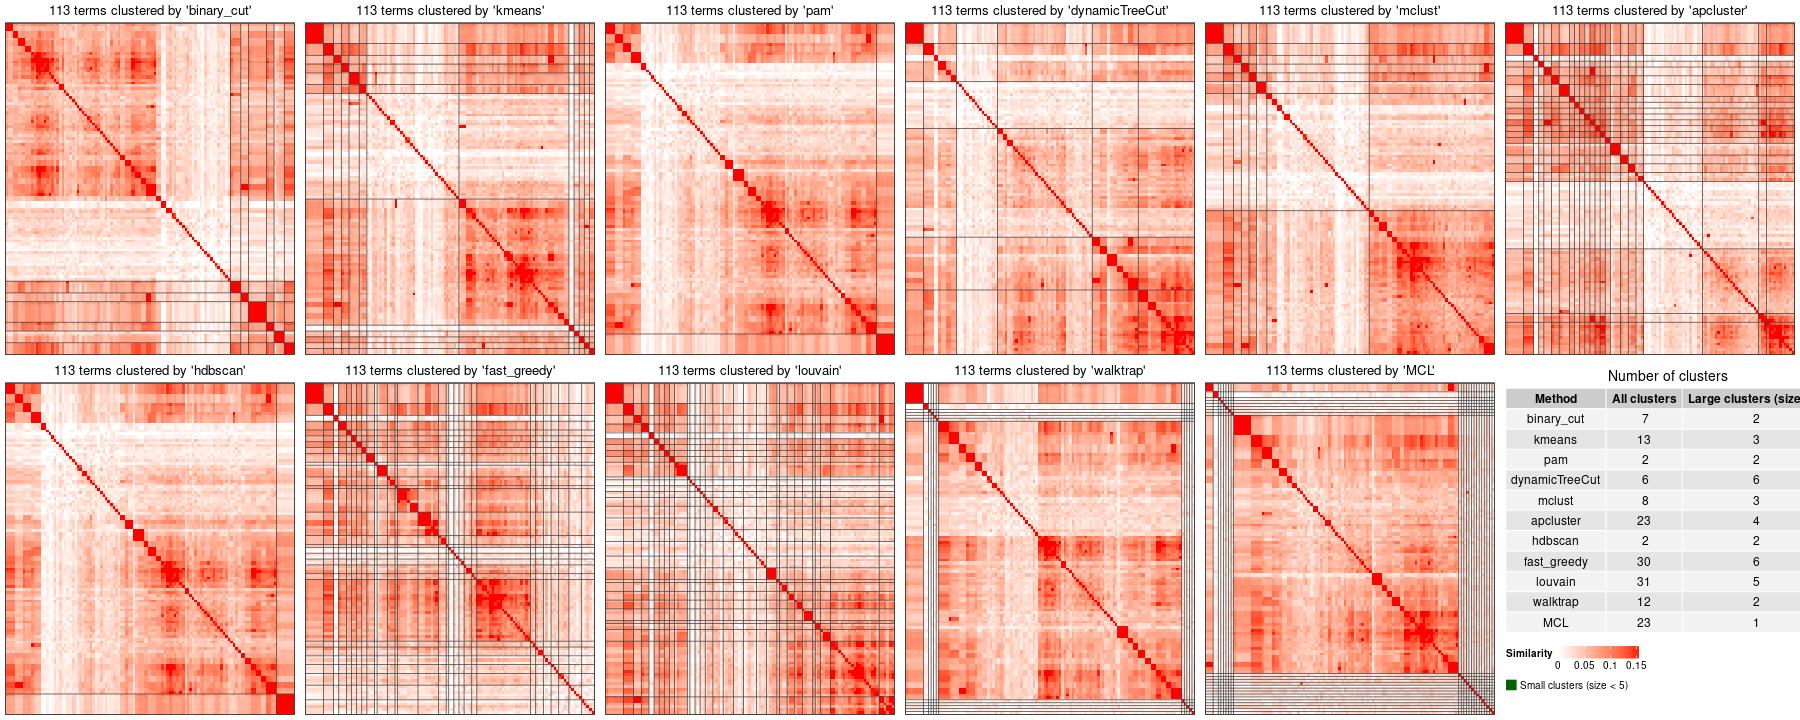 113 terms clustered by 'binary_cut'
113 terms clustered by 'kmeans'
113 terms clustered by 'pam'
113 terms clustered by 'dynamicTreeCut'
113 terms clustered by 'mclust'
113 terms clustered by 'apcluster'
113 terms clustered by 'hdbscan'
113 terms clustered by 'fast_greedy'
113 terms clustered by 'louvain'
113 terms clustered by 'walktrap'
113 terms clustered by 'MCL'
Number of clusters
Method All clusters Large clusters (size
binary_cut 7 2
kmeans 13 3
pam 2 2
dynamicTreeCut 6 6
mclust 8 3
apcluster 23 4
hdbscan 2 2
fast_greedy 30 6
louvain 31 5
walktrap 12 2
MCL 23 1
Similarity
0 0.05 0.1 0.15
Small clusters (size < 5)